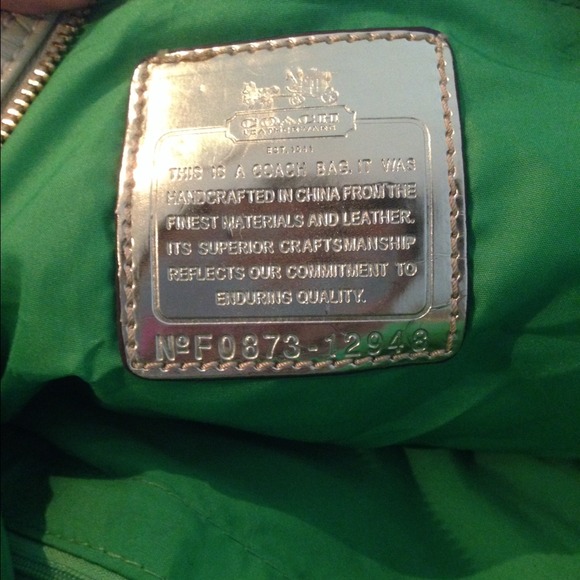 COACH
LEATHERWARE
EST. 1941
THIS IS A COACH BAG. IT WAS
HANDCRAFTED IN CHINA FROM THE
FINEST MATERIALS AND LEATHER.
ITS SUPERIOR CRAFTSMANSHIP
REFLECTS OUR COMMITMENT TO
ENDURING QUALITY.
NºF0873-12948